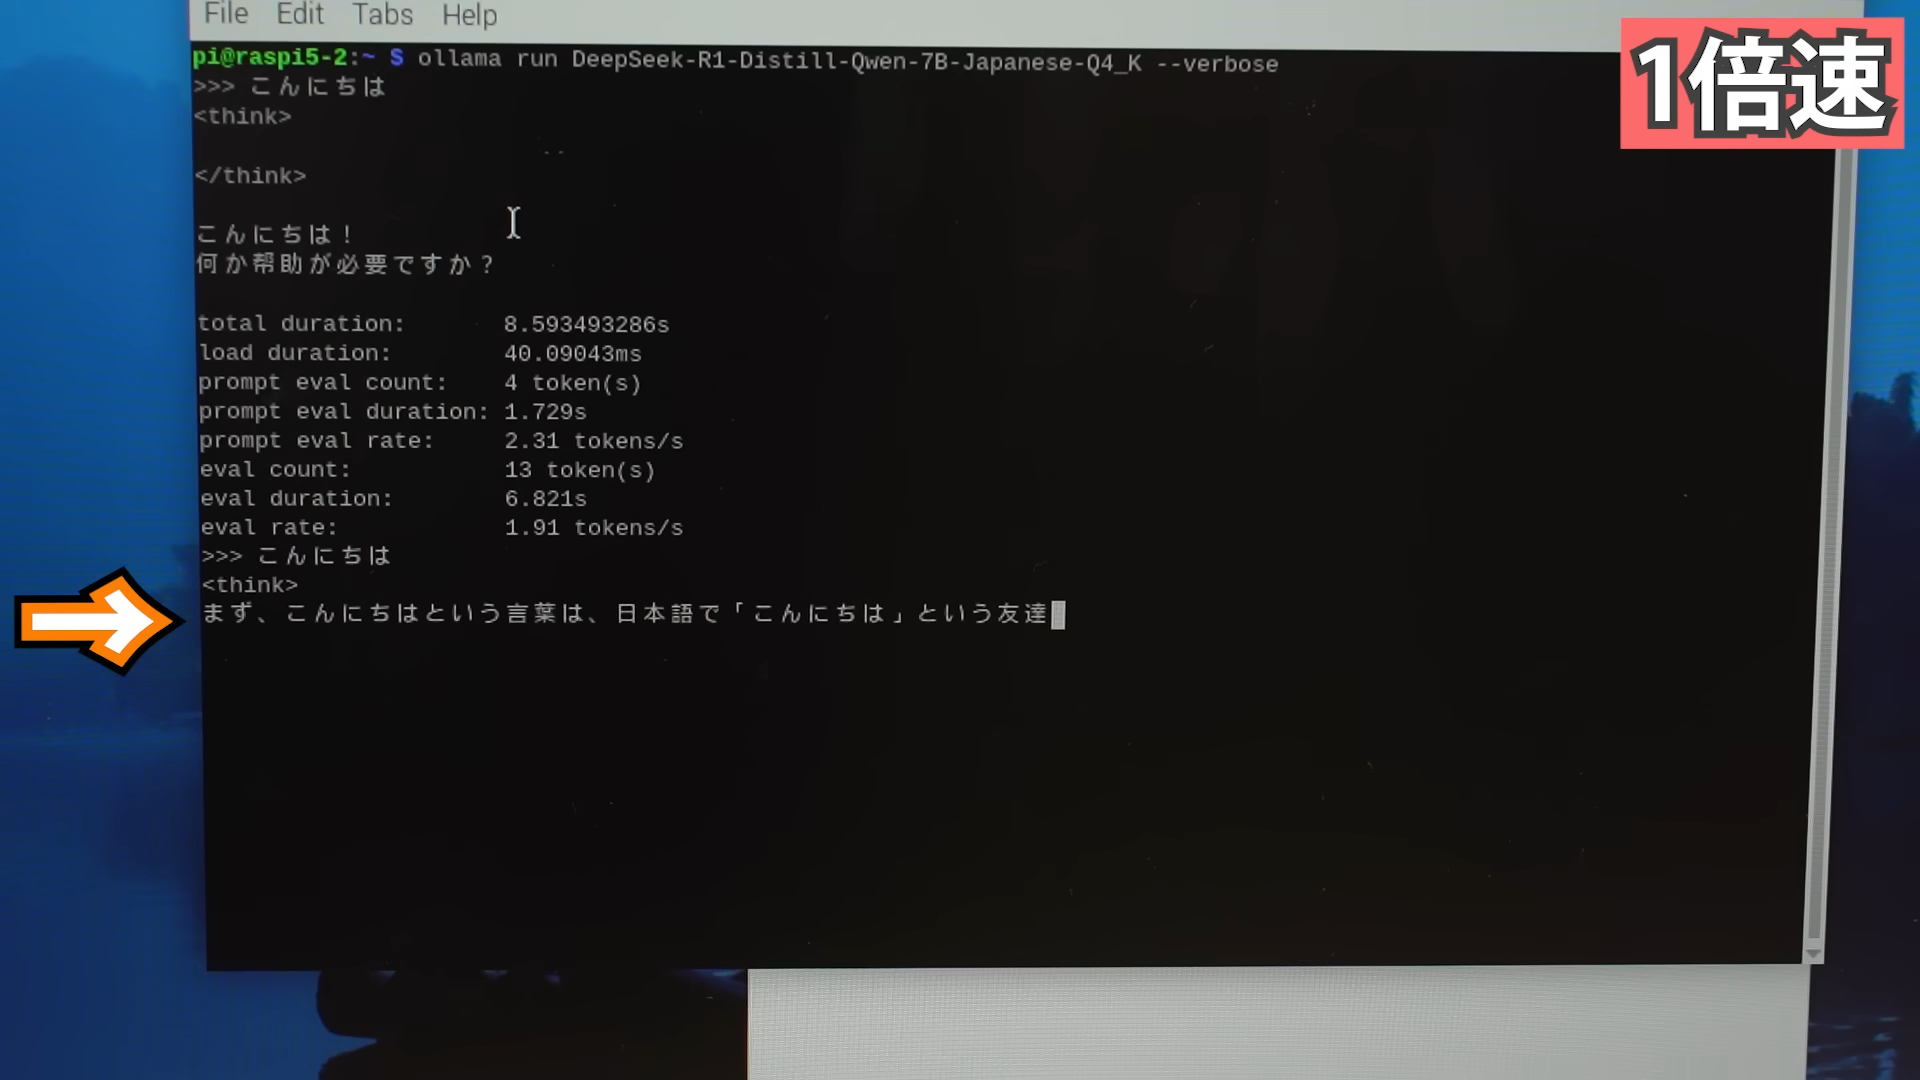 File Edit Tabs Help
1倍速
pi@raspi5-2:~ $ ollama run DeepSeek-R1-Distill-Qwen-7B-Japanese-Q4_K --verbose
>>> こんにちは
<think>
</think>
こんにちは！
何か帮助が必要ですか？
total duration: 8.593493286s
load duration: 40.09043ms
prompt eval count: 4 token(s)
prompt eval duration: 1.729s
prompt eval rate: 2.31 tokens/s
eval count: 13 token(s)
eval duration: 6.821s
eval rate: 1.91 tokens/s
>>> こんにちは
<think>
まず、こんにちはという言葉は、日本語で「こんにちは」という友達